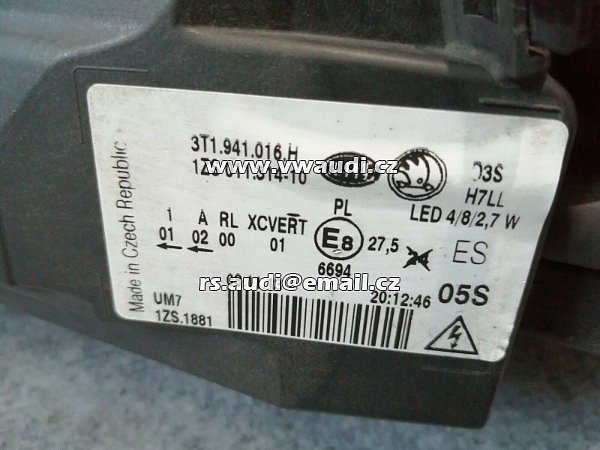 Made in Czech Republic
3T1.941.016.H
www.vwaudi.cz
D3S
H7LL
LED 4/8/2,7 W
PL
1 A RL XCVERT
01 02 00 01
E8
27,5
ES
6694
rs.audi@email.cz
20:12:46
05S
UM7
1ZS.1881